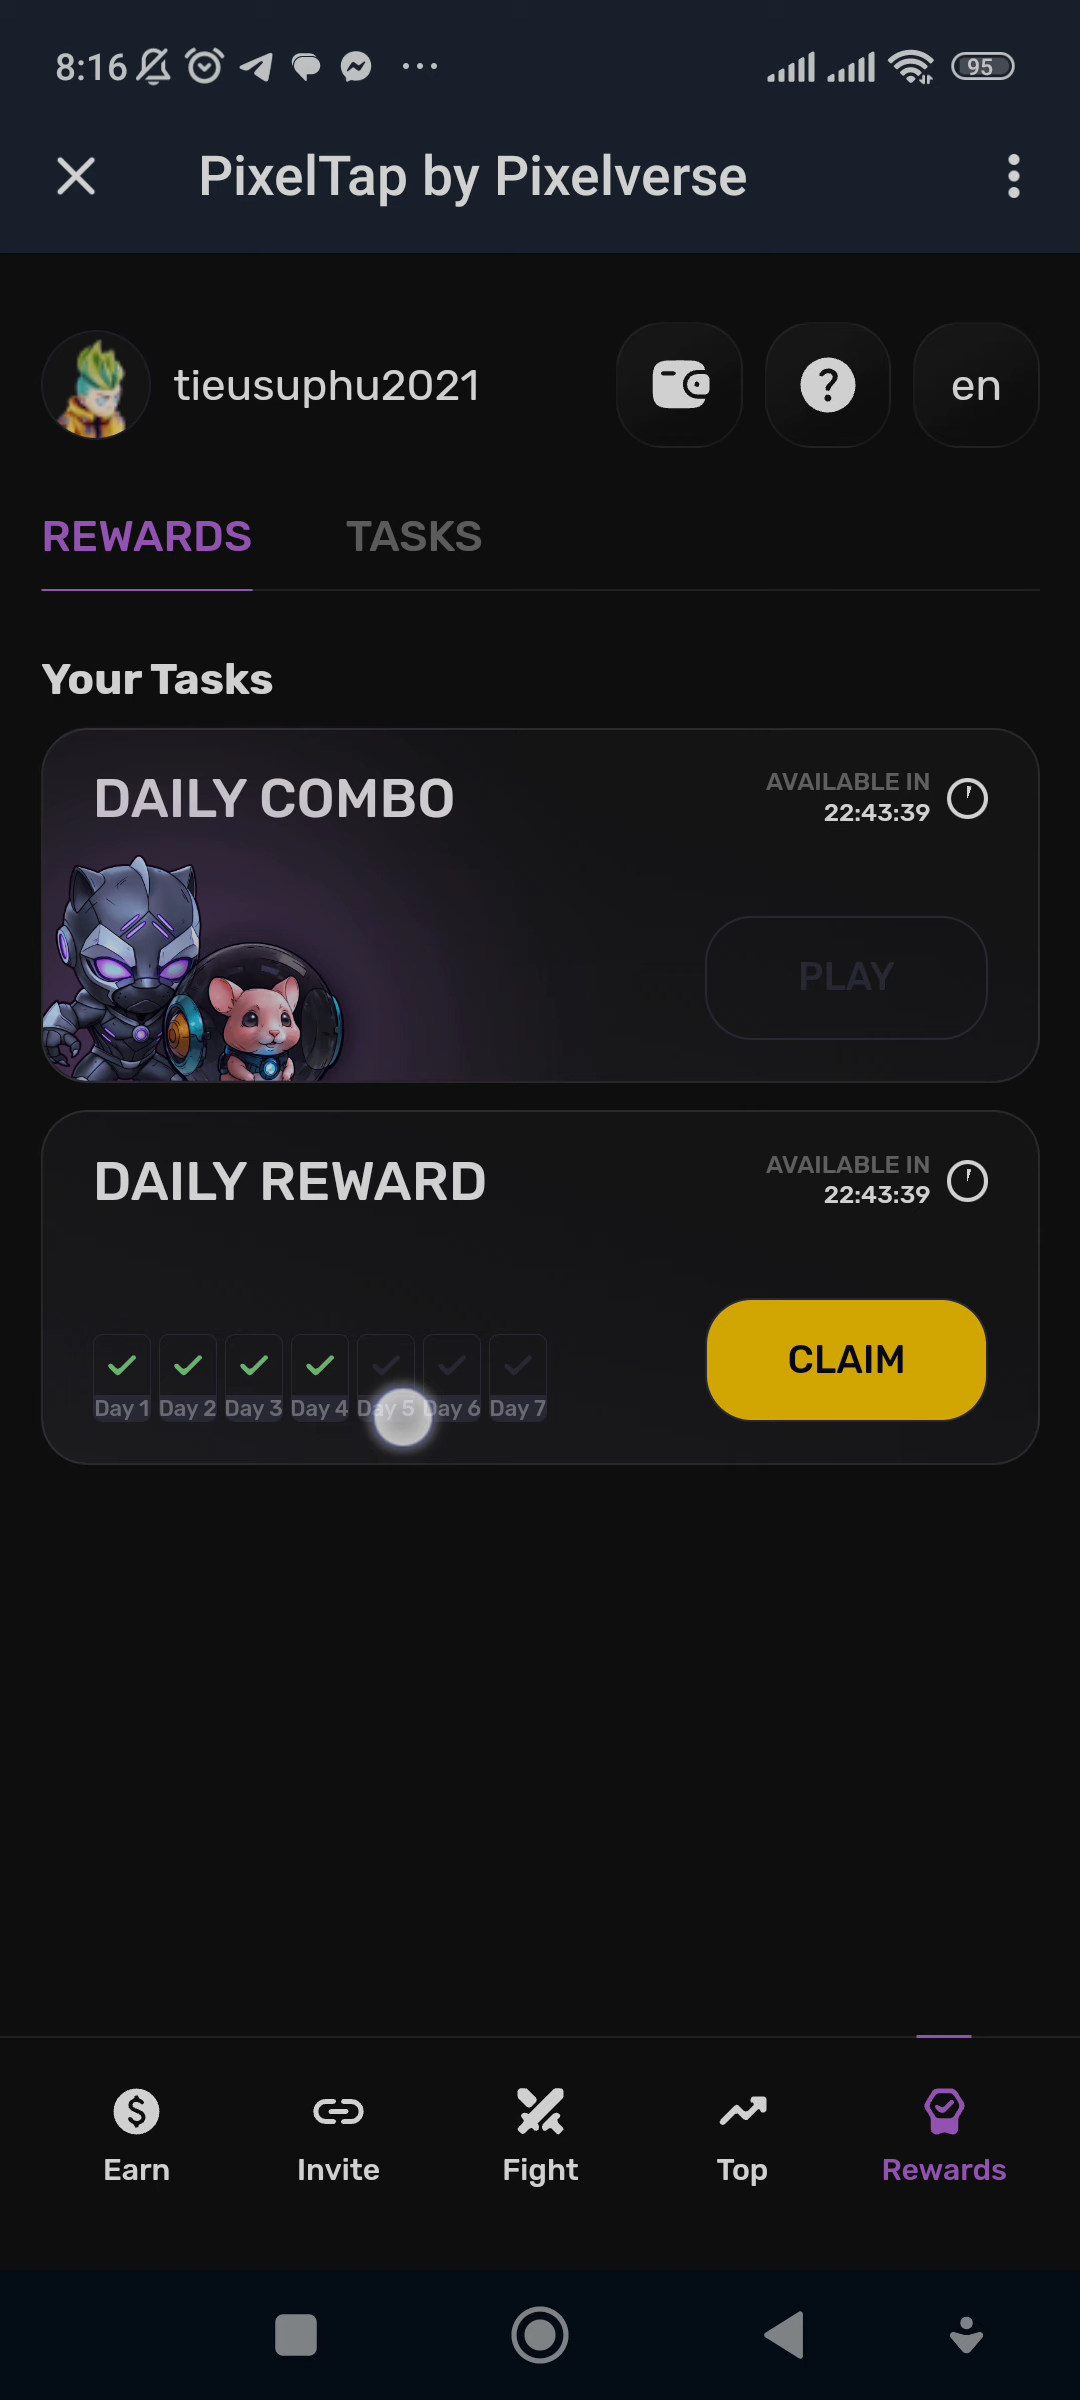 8:16
95
PixelTap by Pixelverse
tieusuphu2021
en
REWARDS TASKS
Your Tasks
DAILY COMBO
AVAILABLE IN
22:43:39
PLAY
DAILY REWARD
AVAILABLE IN
22:43:39
CLAIM
Day 1 Day 2 Day 3 Day 4 Day 5 Day 6 Day 7
Earn Invite Fight Top Rewards